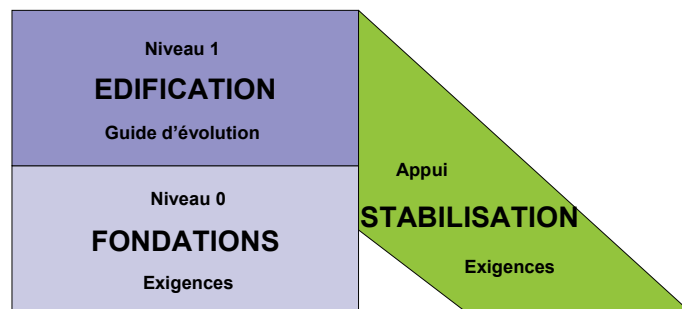 Niveau 1
EDIFICATION
Guide d’évolution
Niveau 0
FONDATIONS
Exigences
Appui
STABILISATION
Exigences